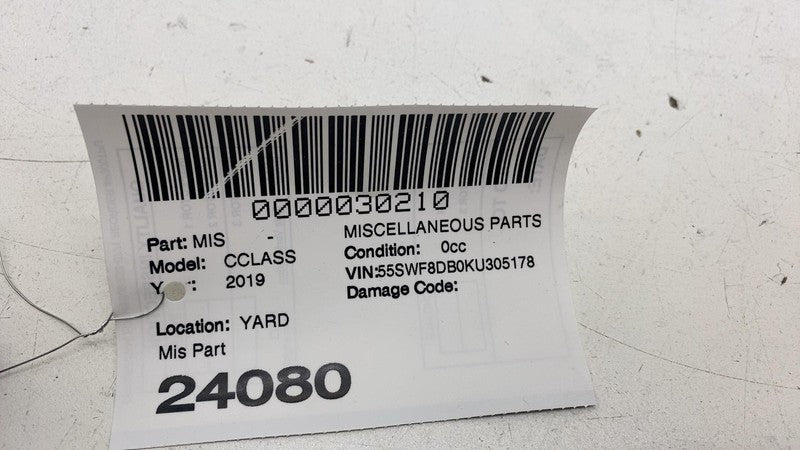 0000030210
Part: MIS - MISCELLANEOUS PARTS
Model: CCLASS Condition: 0cc
2019 VIN:55SWF8DB0KU305178
Damage Code:
Location: YARD
Mis Part
24080